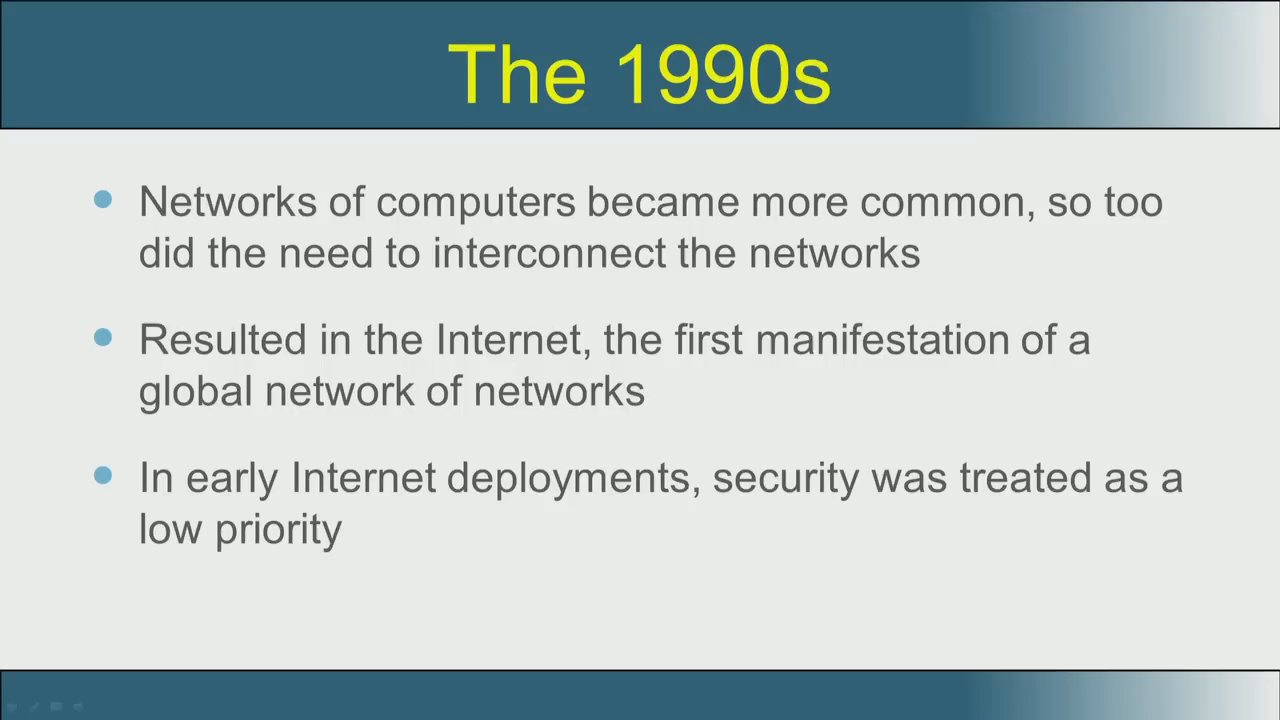 The 1990s
Networks of computers became more common, so too
did the need to interconnect the networks
Resulted in the Internet, the first manifestation of a
global network of networks
In early Internet deployments, security was treated as a
low priority